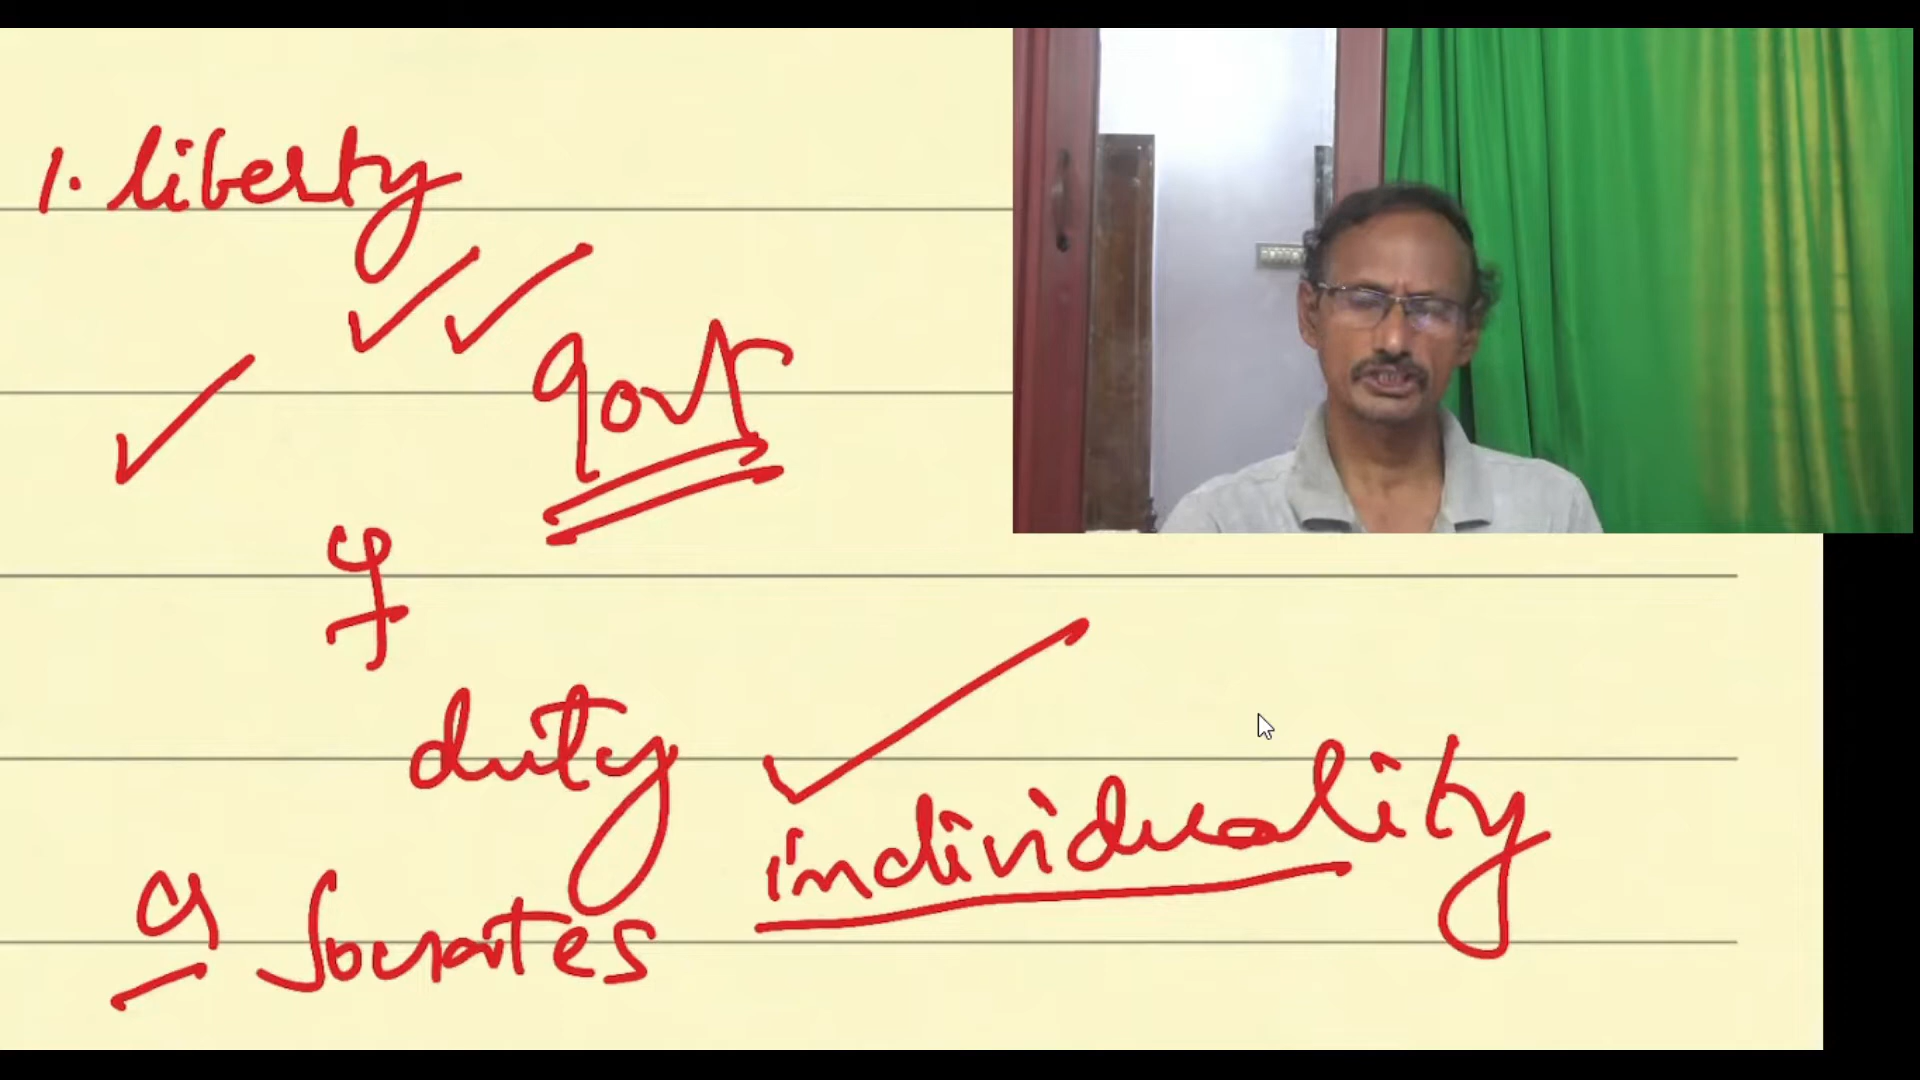 1. liberty
govt
duty
individuality
Socrates